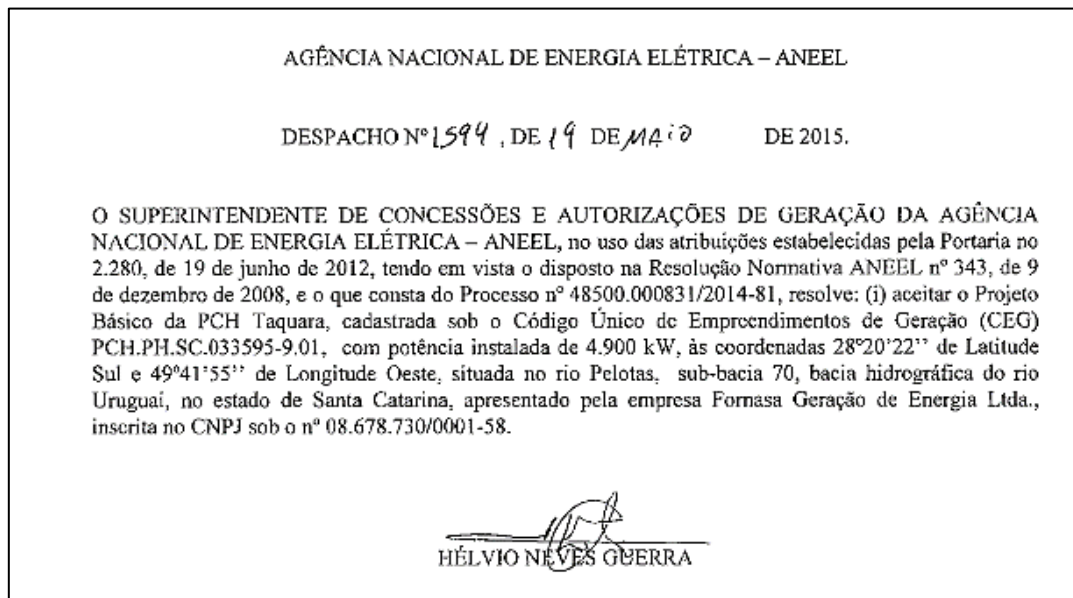 AGÊNCIA NACIONAL DE ENERGIA ELÉTRICA – ANEEL
DESPACHO Nº 1594, DE 19 DE MAIO DE 2015.
O SUPERINTENDENTE DE CONCESSÕES E AUTORIZAÇÕES DE GERAÇÃO DA AGÊNCIA
NACIONAL DE ENERGIA ELÉTRICA – ANEEL, no uso das atribuições estabelecidas pela Portaria no
2.280, de 19 de junho de 2012, tendo em vista o disposto na Resolução Normativa ANEEL nº 343, de 9
de dezembro de 2008, e o que consta do Processo nº 48500.000831/2014-81, resolve: (i) aceitar o Projeto
Básico da PCH Taquara, cadastrada sob o Código Único de Empreendimentos de Geração (CEG)
PCH.PH.SC.033595-9.01, com potência instalada de 4.900 kW, às coordenadas 28º20'22'' de Latitude
Sul e 49º41'55'' de Longitude Oeste, situada no rio Pelotas, sub-bacia 70, bacia hidrográfica do rio
Uruguai, no estado de Santa Catarina, apresentado pela empresa Fornasa Geração de Energia Ltda.,
inscrita no CNPJ sob o nº 08.678.730/0001-58.
HÉLVIO NEVES GUERRA